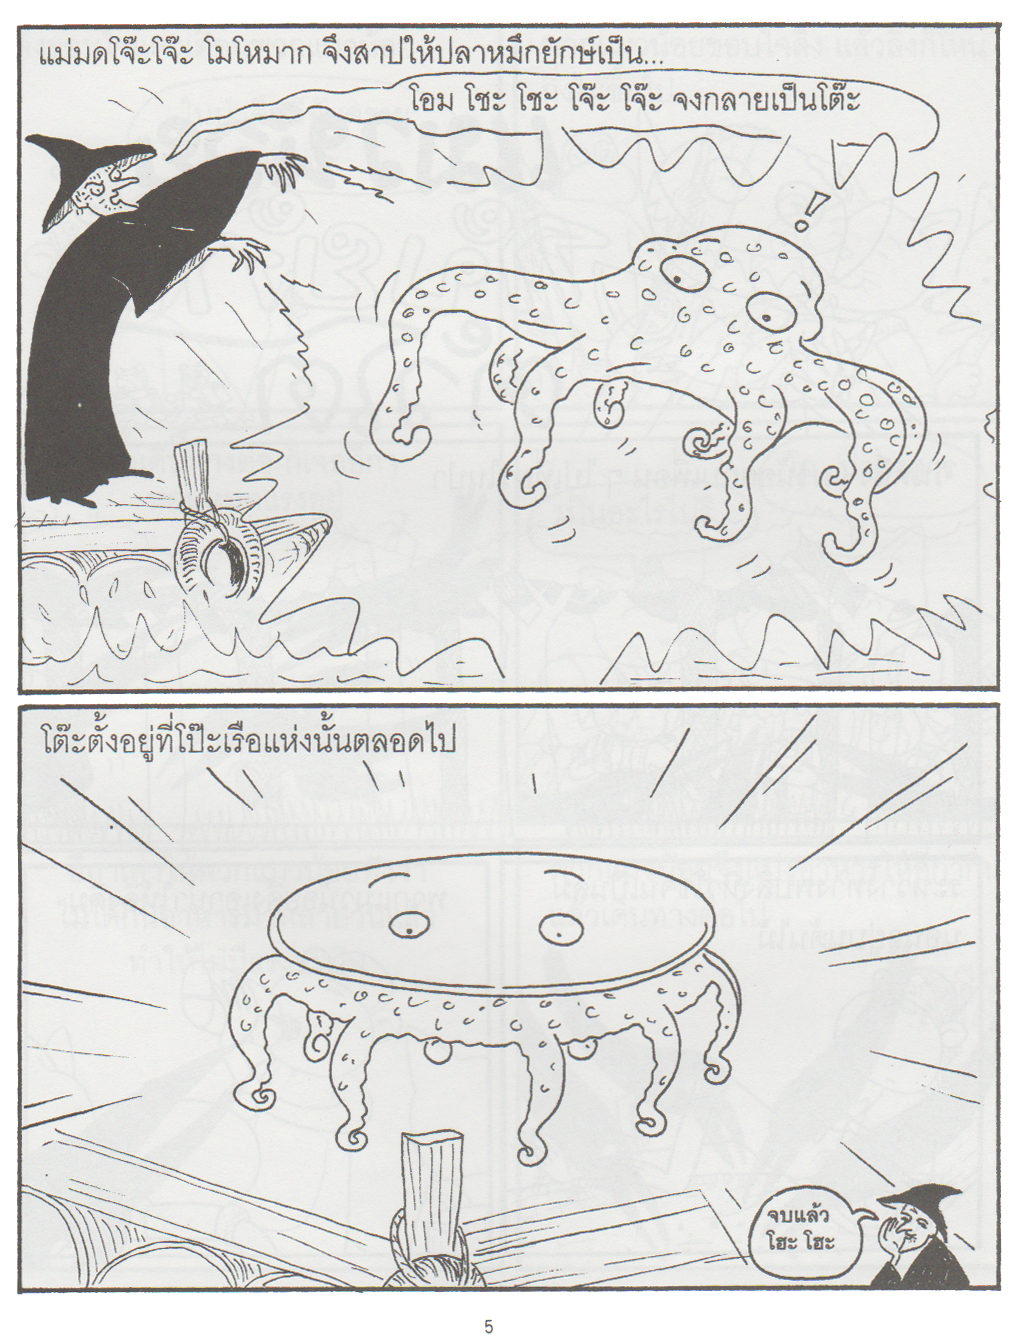 แม่มดโจ๊ะโจ๊ะ โมโหมาก จึงสาปให้ปลาหมึกยักษ์เป็น...
โอม โชะ โชะ โจ๊ะ โจ๊ะ จงกลายเป็นโต๊ะ
!
โต๊ะตั้งอยู่ที่โป๊ะเรือแห่งนั้นตลอดไป
จบแล้ว
โฮะ โฮะ
5